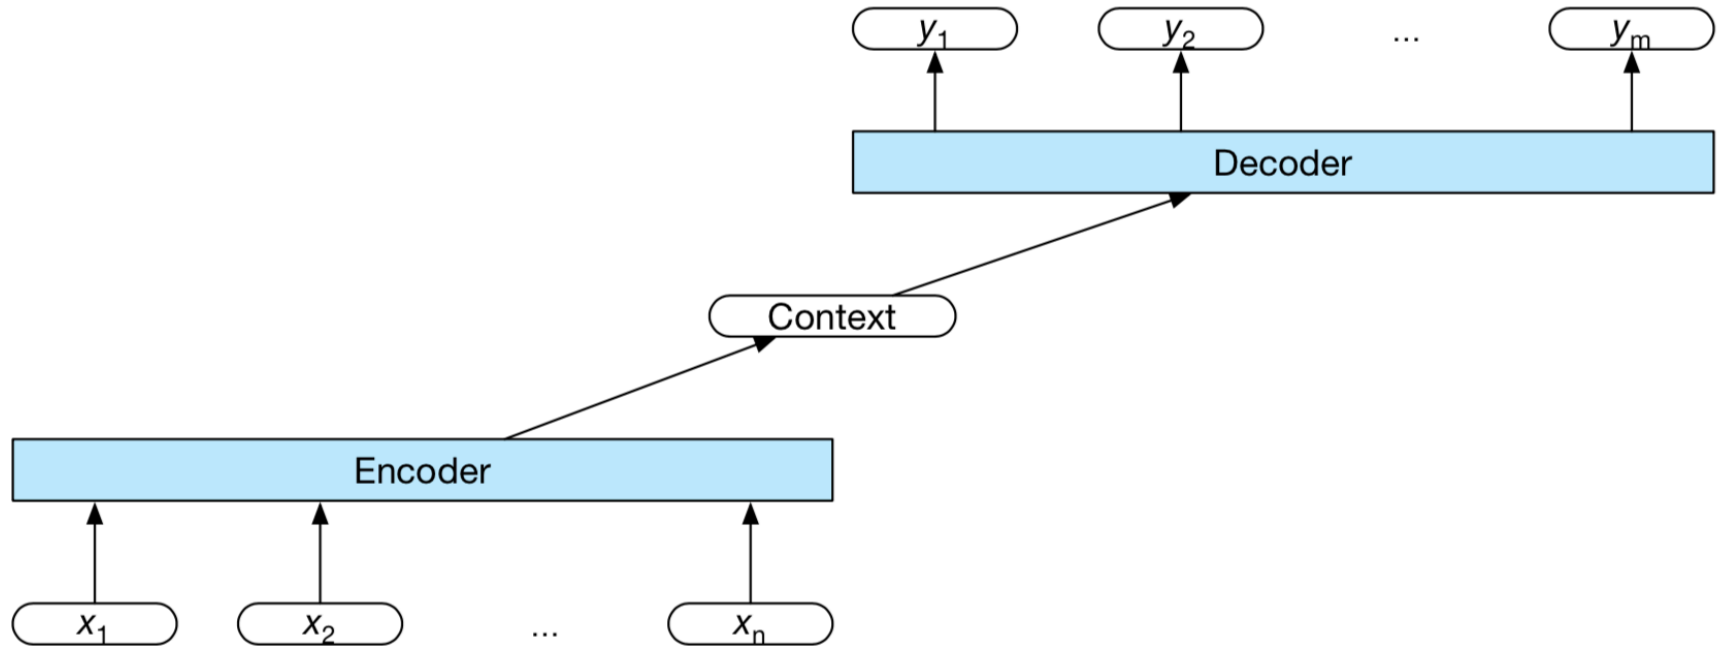 y1 y2 ... ym
Decoder
Context
Encoder
x1 x2 ... xn